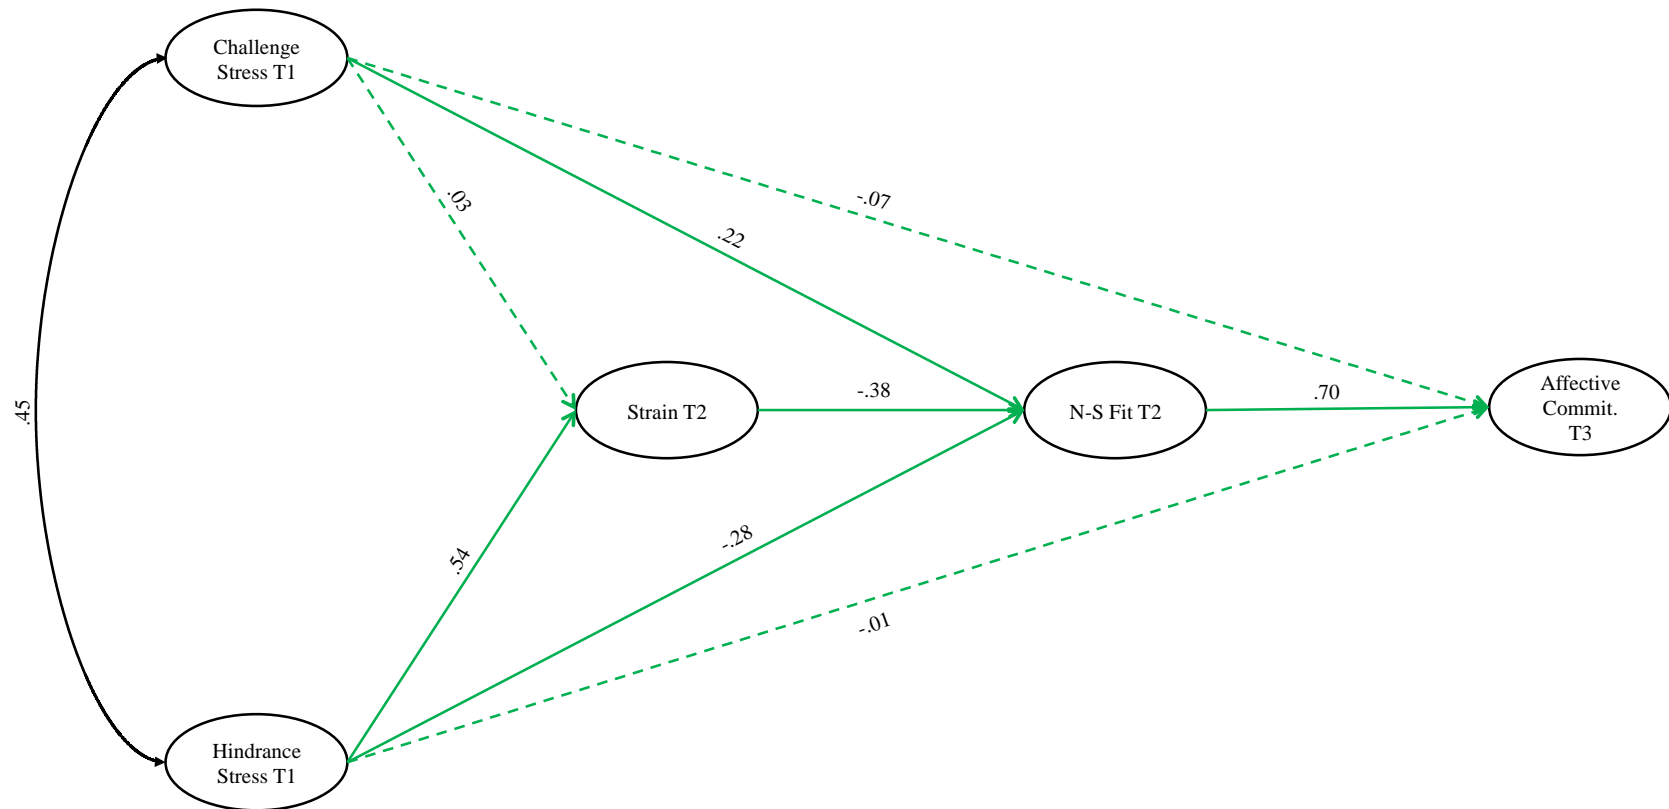 Challenge
Stress T1
.03
.22
-.07
.45
Strain T2
-.38
N-S Fit T2
.70
Affective
Commit.
T3
.54
-.28
-.01
Hindrance
Stress T1